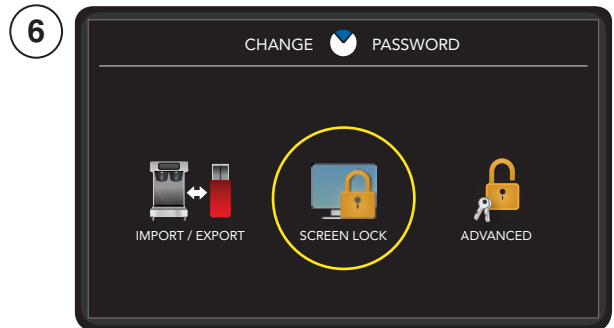 6
CHANGE PASSWORD
IMPORT / EXPORT
SCREEN LOCK
ADVANCED